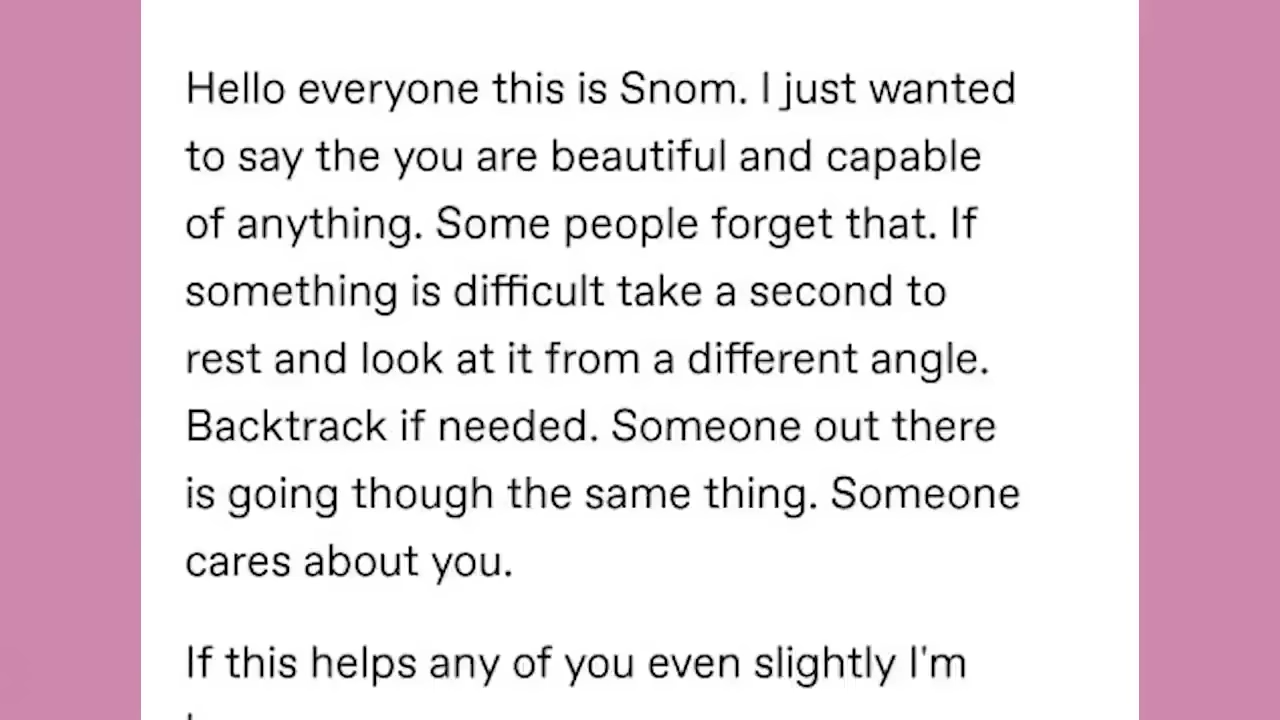 Hello everyone this is Snom. I just wanted
to say the you are beautiful and capable
of anything. Some people forget that. If
something is difficult take a second to
rest and look at it from a different angle.
Backtrack if needed. Someone out there
is going though the same thing. Someone
cares about you.
If this helps any of you even slightly I'm